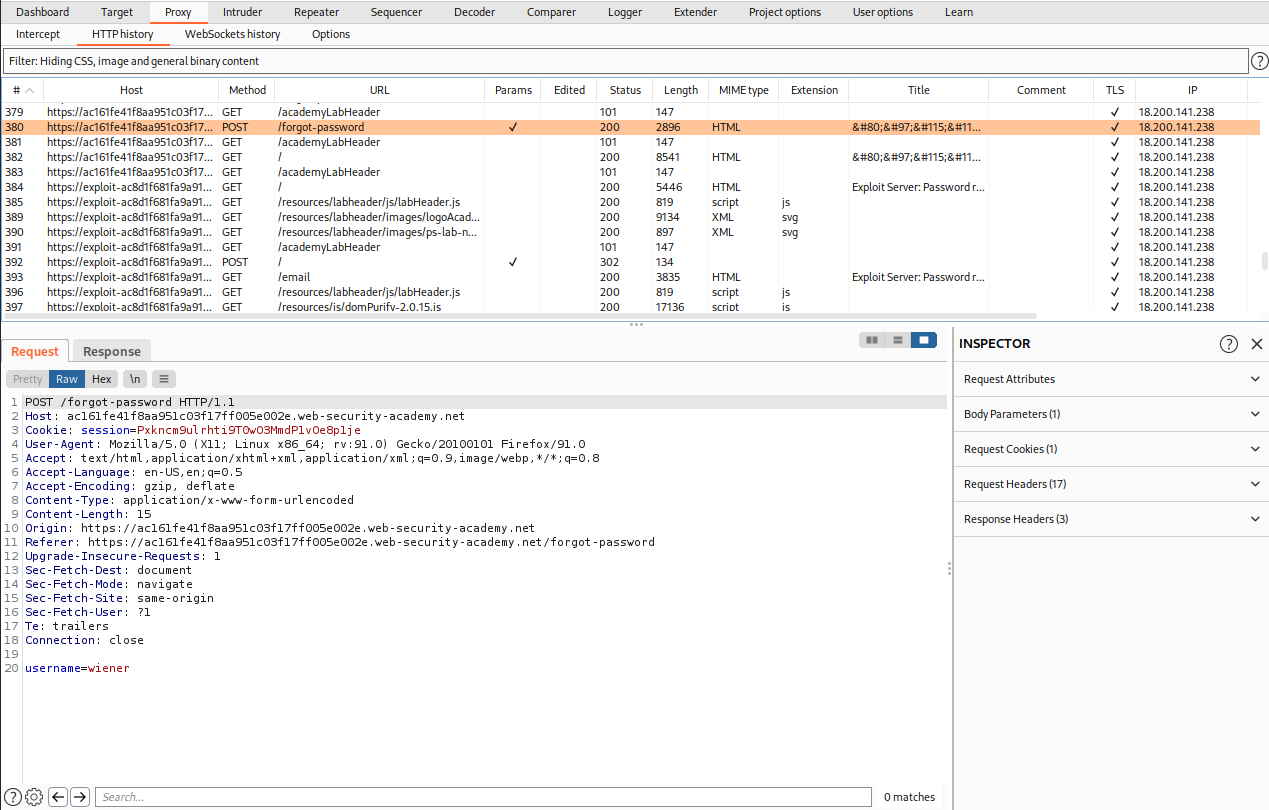 Dashboard Target Proxy Intruder Repeater Sequencer Decoder Comparer Logger Extender Project options User options Learn
Intercept HTTP history WebSockets history Options
Filter: Hiding CSS, image and general binary content ?
# Host Method URL Params Edited Status Length MIME type Extension Title Comment TLS IP
379 https://ac161fe41f8aa951c03f17... GET /academyLabHeader 101 147 ✓ 18.200.141.238
380 https://ac161fe41f8aa951c03f17... POST /forgot-password ✓ 200 2896 HTML &#80;&#97;&#115;&#11... ✓ 18.200.141.238
381 https://ac161fe41f8aa951c03f17... GET /academyLabHeader 101 147 ✓ 18.200.141.238
382 https://ac161fe41f8aa951c03f17... GET / 200 8541 HTML &#80;&#97;&#115;&#11... ✓ 18.200.141.238
383 https://ac161fe41f8aa951c03f17... GET /academyLabHeader 101 147 ✓ 18.200.141.238
384 https://exploit-ac8d1f681fa9a91... GET / 200 5446 HTML Exploit Server: Password r... ✓ 18.200.141.238
385 https://exploit-ac8d1f681fa9a91... GET /resources/labheader/js/labHeader.js 200 819 script js ✓ 18.200.141.238
389 https://exploit-ac8d1f681fa9a91... GET /resources/labheader/images/logoAcad... 200 9134 XML svg ✓ 18.200.141.238
390 https://exploit-ac8d1f681fa9a91... GET /resources/labheader/images/ps-lab-n... 200 897 XML svg ✓ 18.200.141.238
391 https://exploit-ac8d1f681fa9a91... GET /academyLabHeader 101 147 ✓ 18.200.141.238
392 https://exploit-ac8d1f681fa9a91... POST / ✓ 302 134 ✓ 18.200.141.238
393 https://exploit-ac8d1f681fa9a91... GET /email 200 3835 HTML Exploit Server: Password r... ✓ 18.200.141.238
396 https://exploit-ac8d1f681fa9a91... GET /resources/labheader/js/labHeader.js 200 819 script js ✓ 18.200.141.238
397 https://exploit-ac8d1f681fa9a91... GET /resources/js/domPurify-2.0.15.js 200 17136 script js ✓ 18.200.141.238
Request Response
Pretty Raw Hex \n
1 POST /forgot-password HTTP/1.1
2 Host: ac161fe41f8aa951c03f17ff005e002e.web-security-academy.net
3 Cookie: session=Pxkncm9ulrhti9TOwO3MmdP1vOe8p1je
4 User-Agent: Mozilla/5.0 (X11; Linux x86_64; rv:91.0) Gecko/20100101 Firefox/91.0
5 Accept: text/html,application/xhtml+xml,application/xml;q=0.9,image/webp,*/*;q=0.8
6 Accept-Language: en-US,en;q=0.5
7 Accept-Encoding: gzip, deflate
8 Content-Type: application/x-www-form-urlencoded
9 Content-Length: 15
10 Origin: https://ac161fe41f8aa951c03f17ff005e002e.web-security-academy.net
11 Referer: https://ac161fe41f8aa951c03f17ff005e002e.web-security-academy.net/forgot-password
12 Upgrade-Insecure-Requests: 1
13 Sec-Fetch-Dest: document
14 Sec-Fetch-Mode: navigate
15 Sec-Fetch-Site: same-origin
16 Sec-Fetch-User: ?1
17 Te: trailers
18 Connection: close
19
20 username=wiener
? Search... 0 matches
INSPECTOR ?
Request Attributes
Body Parameters (1)
Request Cookies (1)
Request Headers (17)
Response Headers (3)